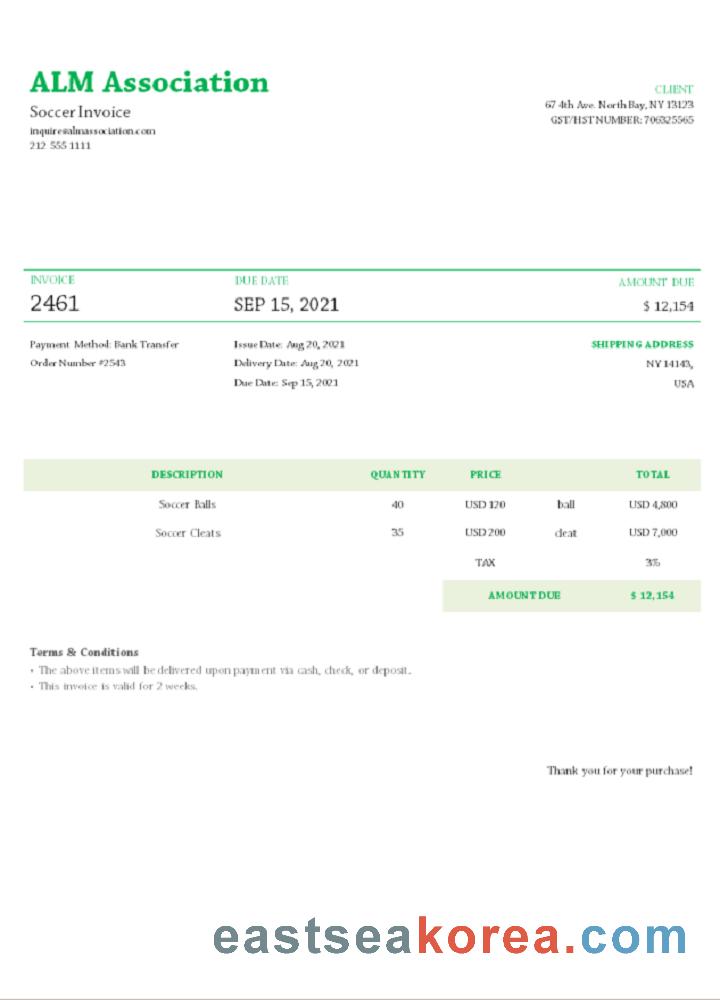 ALM Association
Soccer Invoice
inquire@almassociation.com
212 555 1111
CLIENT
67 4th Ave. North Bay, NY 13123
GST/HST NUMBER: 706325565
INVOICE DUE DATE AMOUNT DUE
2461 SEP 15, 2021 $ 12,154
Payment Method: Bank Transfer Issue Date: Aug 20, 2021 SHIPPING ADDRESS
Order Number #2543 Delivery Date: Aug 20, 2021 NY 14143,
Due Date: Sep 15, 2021 USA
DESCRIPTION QUANTITY PRICE TOTAL
Soccer Balls 40 USD 120 ball USD 4,800
Soccer Cleats 35 USD 200 cleat USD 7,000
TAX 3%
AMOUNT DUE $ 12,154
Terms & Conditions
• The above items will be delivered upon payment via cash, check, or deposit.
• This invoice is valid for 2 weeks.
Thank you for your purchase!
eastseakorea.com